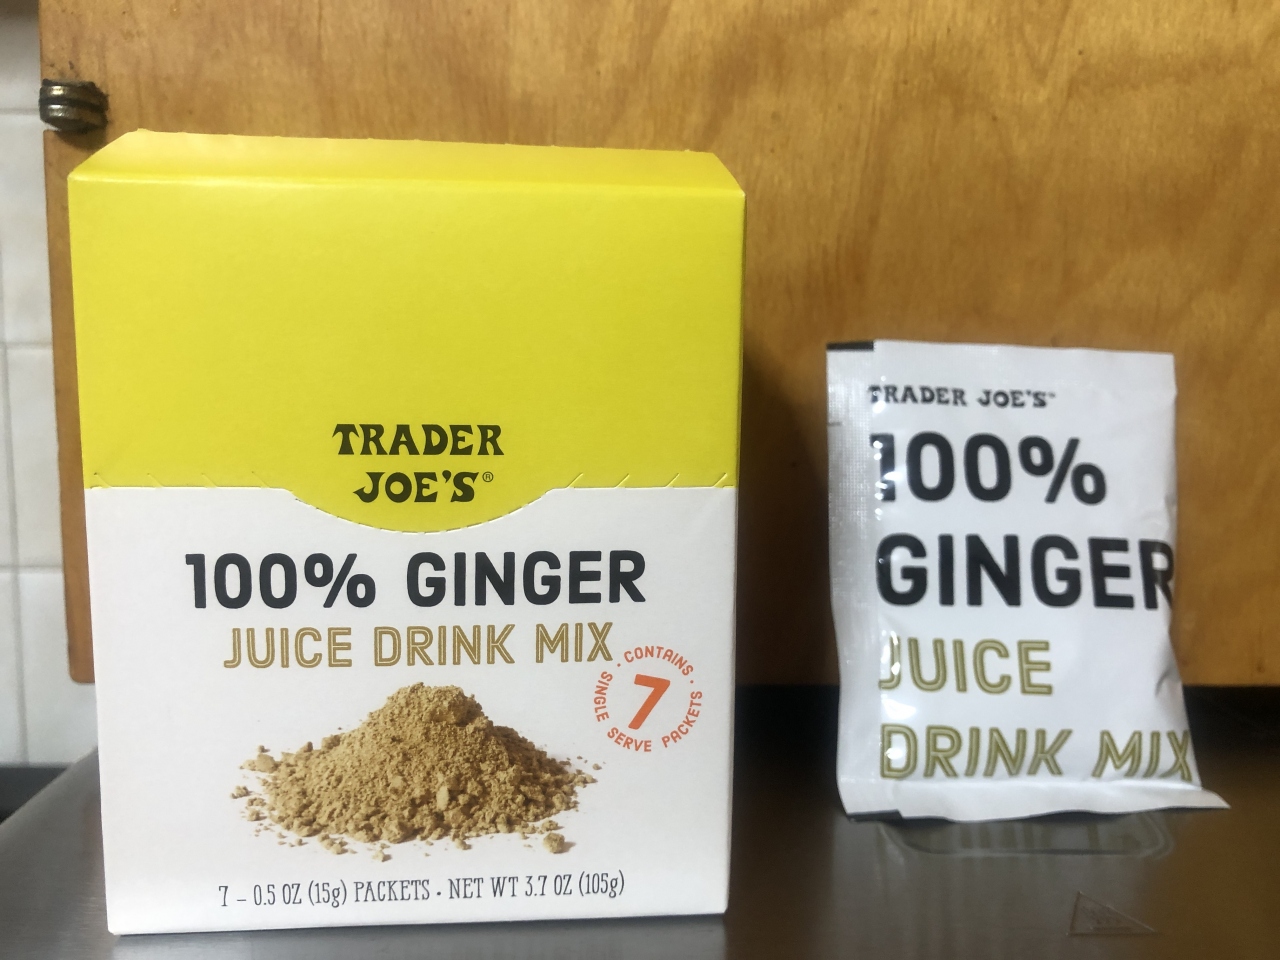 TRADER
JOE'S®
100% GINGER
JUICE DRINK MIX
· CONTAINS ·
7
SINGLE SERVE PACKETS
7 – 0.5 OZ (15g) PACKETS · NET WT 3.7 OZ (105g)
TRADER JOE'S™
100%
GINGER
JUICE
DRINK MIX